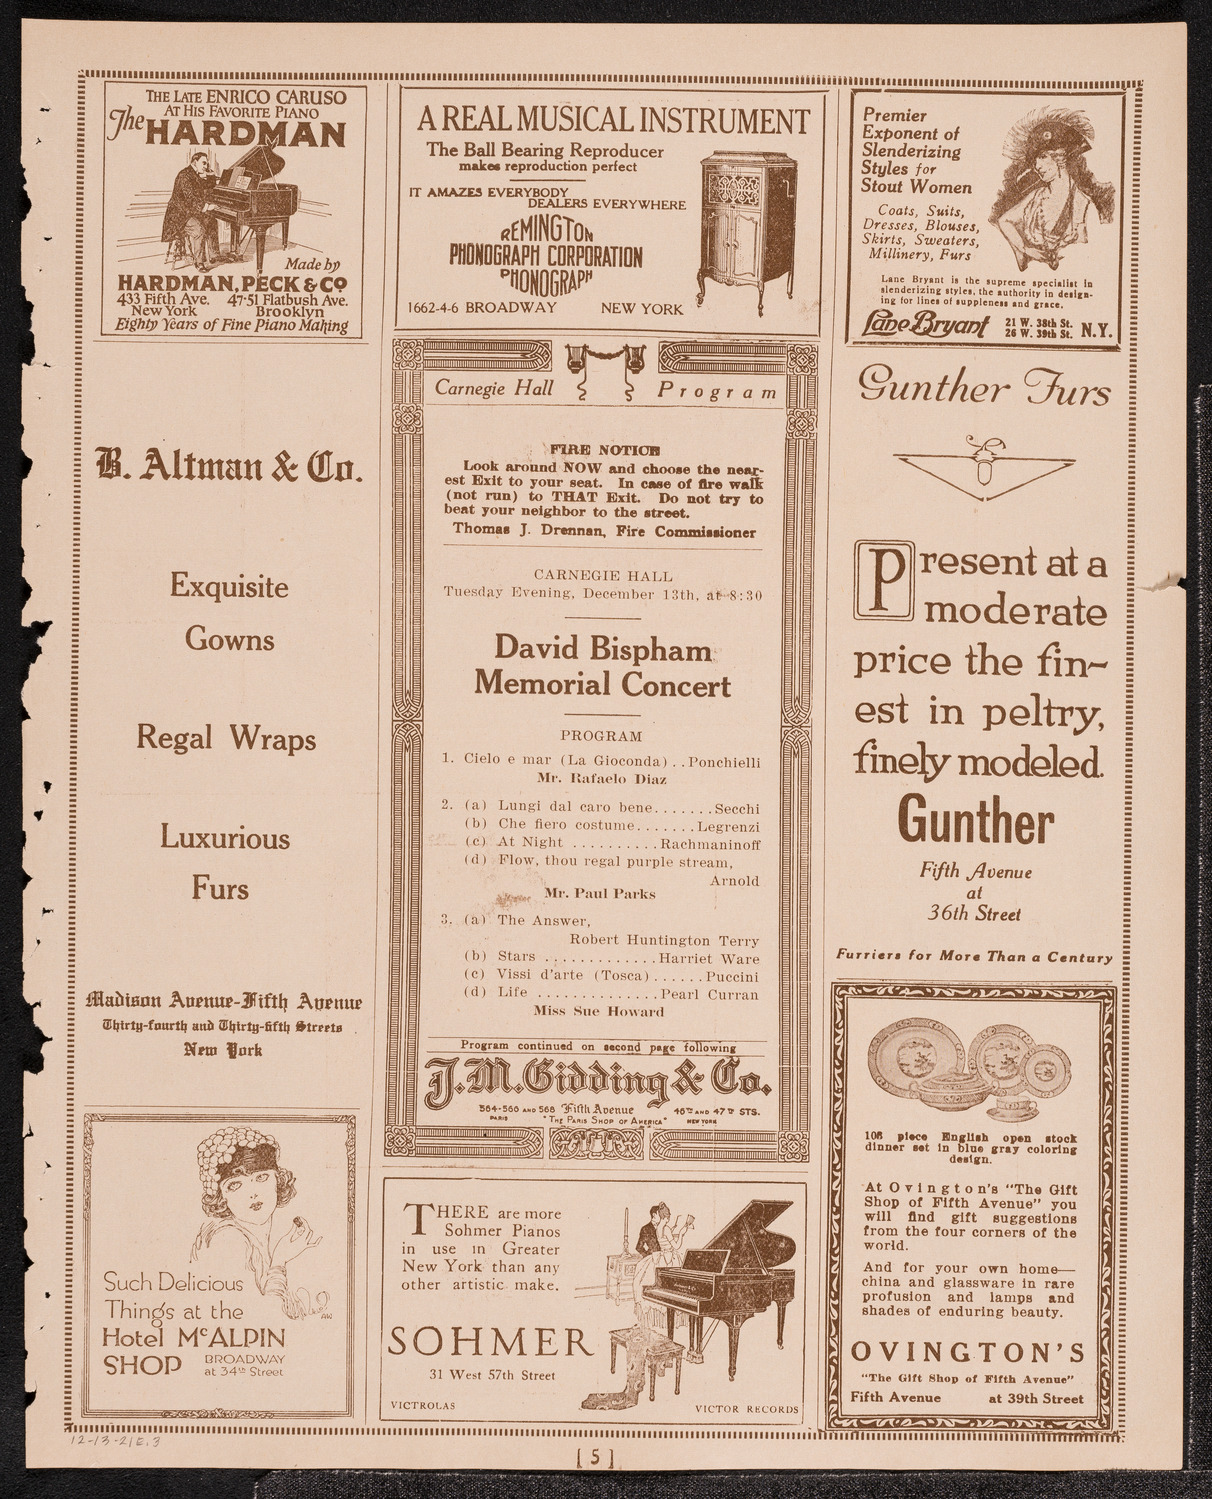 THE LATE ENRICO CARUSO
AT HIS FAVORITE PIANO
The HARDMAN
Made by
HARDMAN, PECK & CO
433 Fifth Ave. 47-51 Flatbush Ave.
New York Brooklyn
Eighty Years of Fine Piano Making
B. Altman & Co.
Exquisite
Gowns
Regal Wraps
Luxurious
Furs
Madison Avenue-Fifth Avenue
Thirty-fourth and Thirty-fifth Streets
New York
Such Delicious
Things at the
Hotel McALPIN
SHOP BROADWAY
at 34th Street
A REAL MUSICAL INSTRUMENT
The Ball Bearing Reproducer
makes reproduction perfect
IT AMAZES EVERYBODY
DEALERS EVERYWHERE
REMINGTON
PHONOGRAPH CORPORATION
PHONOGRAPH
1662-4-6 BROADWAY NEW YORK
Carnegie Hall Program
FIRE NOTICE
Look around NOW and choose the near-
est Exit to your seat. In case of fire walk
(not run) to THAT Exit. Do not try to
beat your neighbor to the street.
Thomas J. Drennan, Fire Commissioner
CARNEGIE HALL
Tuesday Evening, December 13th, at 8:30
David Bispham
Memorial Concert
PROGRAM
1. Cielo e mar (La Gioconda) . . Ponchielli
Mr. Rafaelo Diaz
2. (a) Lungi dal caro bene.......Secchi
(b) Che fiero costume.......Legrenzi
(c) At Night ..........Rachmaninoff
(d) Flow, thou regal purple stream,
Arnold
Mr. Paul Parks
3. (a) The Answer,
Robert Huntington Terry
(b) Stars .............Harriet Ware
(c) Vissi d'arte (Tosca)......Puccini
(d) Life ..............Pearl Curran
Miss Sue Howard
Program continued on second page following
J. M. Gidding & Co.
564-560 AND 568 Fifth Avenue 46TH AND 47TH STS.
PARIS "THE PARIS SHOP OF AMERICA" NEW YORK
THERE are more
Sohmer Pianos
in use in Greater
New York than any
other artistic make.
SOHMER
31 West 57th Street
VICTROLAS VICTOR RECORDS
Premier
Exponent of
Slenderizing
Styles for
Stout Women
Coats, Suits,
Dresses, Blouses,
Skirts, Sweaters,
Millinery, Furs
Lane Bryant is the supreme specialist in
slenderizing styles, the authority in design-
ing for lines of suppleness and grace.
Lane Bryant 21 W. 38th St. N.Y.
26 W. 39th St.
Gunther Furs
Present at a
moderate
price the fin-
est in peltry,
finely modeled.
Gunther
Fifth Avenue
at
36th Street
Furriers for More Than a Century
108 piece English open stock
dinner set in blue gray coloring
design.
At Ovington's "The Gift
Shop of Fifth Avenue" you
will find gift suggestions
from the four corners of the
world.
And for your own home—
china and glassware in rare
profusion and lamps and
shades of enduring beauty.
OVINGTON'S
"The Gift Shop of Fifth Avenue"
Fifth Avenue at 39th Street
12-13-21E.3
[ 5 ]